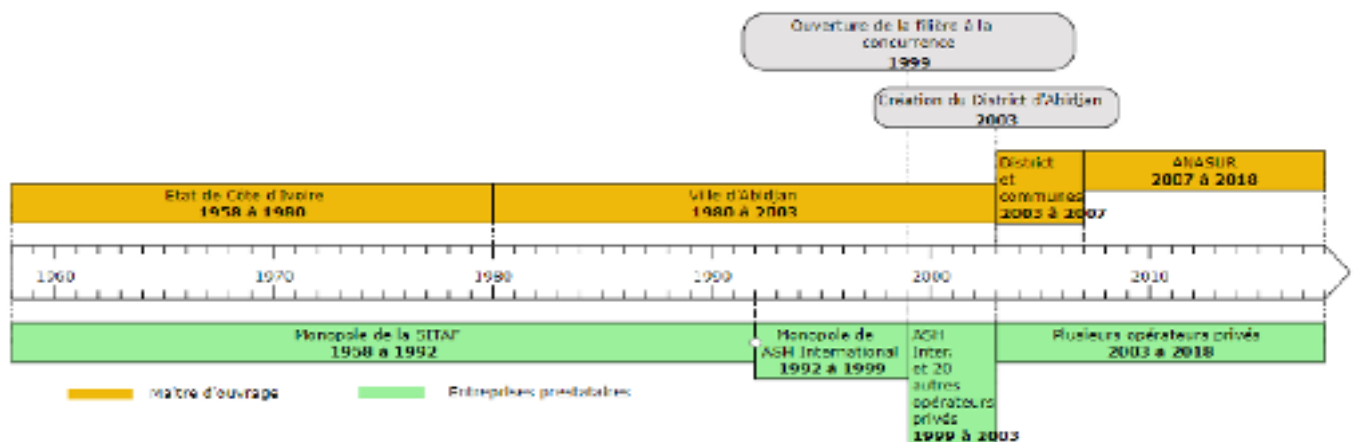 Ouverture de la filière à la
concurrence
1999
Création du District d'Abidjan
2003
District
et
communes
2003 à 2007
ANASUR
2007 à 2018
Etat de Côte d'Ivoire
1958 à 1980
Ville d'Abidjan
1980 à 2003
1960 1970 1980 1990 2000 2010
Monopole de la SITAF
1958 à 1992
Monopole de
ASH International
1992 à 1999
ASH
Inter.
et 20
autres
opérateurs
privés
1999 à 2003
Plusieurs opérateurs privés
2003 à 2018
Maître d'ouvrage
Entreprises prestataires